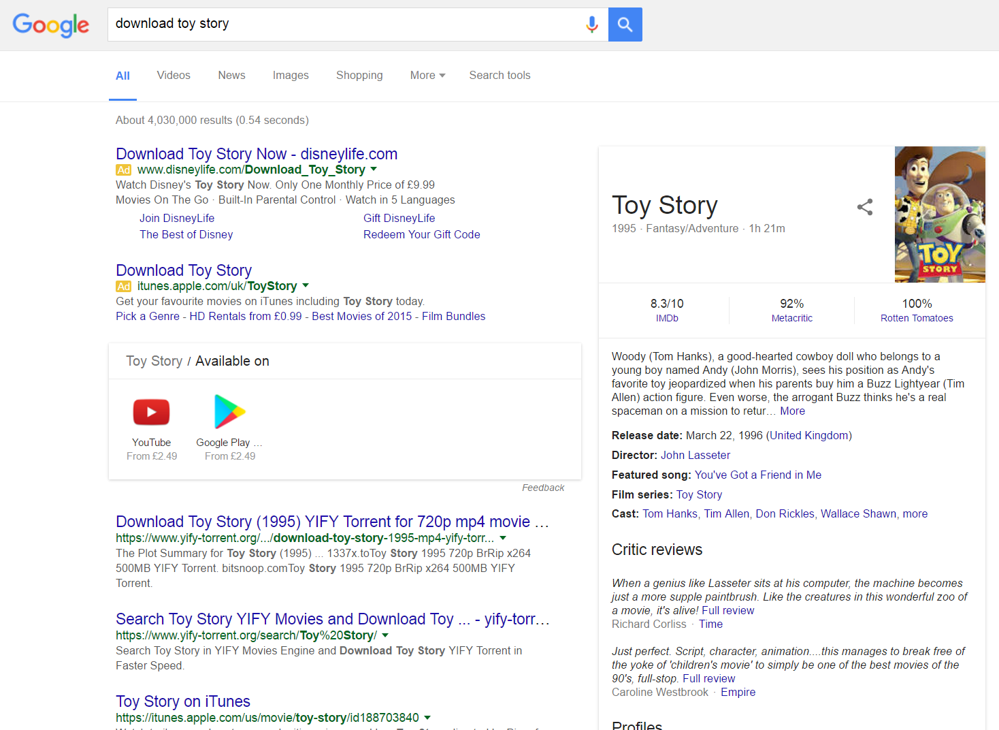 Google
download toy story
All Videos News Images Shopping More Search tools
About 4,030,000 results (0.54 seconds)
Download Toy Story Now - disneylife.com
Ad www.disneylife.com/Download_Toy_Story
Watch Disney's Toy Story Now. Only One Monthly Price of £9.99
Movies On The Go · Built-In Parental Control · Watch in 5 Languages
Join DisneyLife Gift DisneyLife
The Best of Disney Redeem Your Gift Code
Download Toy Story
Ad itunes.apple.com/uk/ToyStory
Get your favourite movies on iTunes including Toy Story today.
Pick a Genre - HD Rentals from £0.99 - Best Movies of 2015 - Film Bundles
Toy Story / Available on
YouTube Google Play ...
From £2.49 From £2.49
Feedback
Download Toy Story (1995) YIFY Torrent for 720p mp4 movie ...
https://www.yify-torrent.org/.../download-toy-story-1995-mp4-yify-torr...
The Plot Summary for Toy Story (1995) ... 1337x.toToy Story 1995 720p BrRip x264
500MB YIFY Torrent. bitsnoop.comToy Story 1995 720p BrRip x264 500MB YIFY
Torrent.
Search Toy Story YIFY Movies and Download Toy ... - yify-torr...
https://www.yify-torrent.org/search/Toy%20Story/
Search Toy Story in YIFY Movies Engine and Download Toy Story YIFY Torrent in
Faster Speed.
Toy Story on iTunes
https://itunes.apple.com/us/movie/toy-story/id188703840
Toy Story
1995 · Fantasy/Adventure · 1h 21m
TOY
STORY
8.3/10 92% 100%
IMDb Metacritic Rotten Tomatoes
Woody (Tom Hanks), a good-hearted cowboy doll who belongs to a
young boy named Andy (John Morris), sees his position as Andy's
favorite toy jeopardized when his parents buy him a Buzz Lightyear (Tim
Allen) action figure. Even worse, the arrogant Buzz thinks he's a real
spaceman on a mission to retur... More
Release date: March 22, 1996 (United Kingdom)
Director: John Lasseter
Featured song: You've Got a Friend in Me
Film series: Toy Story
Cast: Tom Hanks, Tim Allen, Don Rickles, Wallace Shawn, more
Critic reviews
When a genius like Lasseter sits at his computer, the machine becomes
just a more supple paintbrush. Like the creatures in this wonderful zoo of
a movie, it's alive! Full review
Richard Corliss · Time
Just perfect. Script, character, animation....this manages to break free of
the yoke of 'children's movie' to simply be one of the best movies of the
90's, full-stop. Full review
Caroline Westbrook · Empire
Profiles